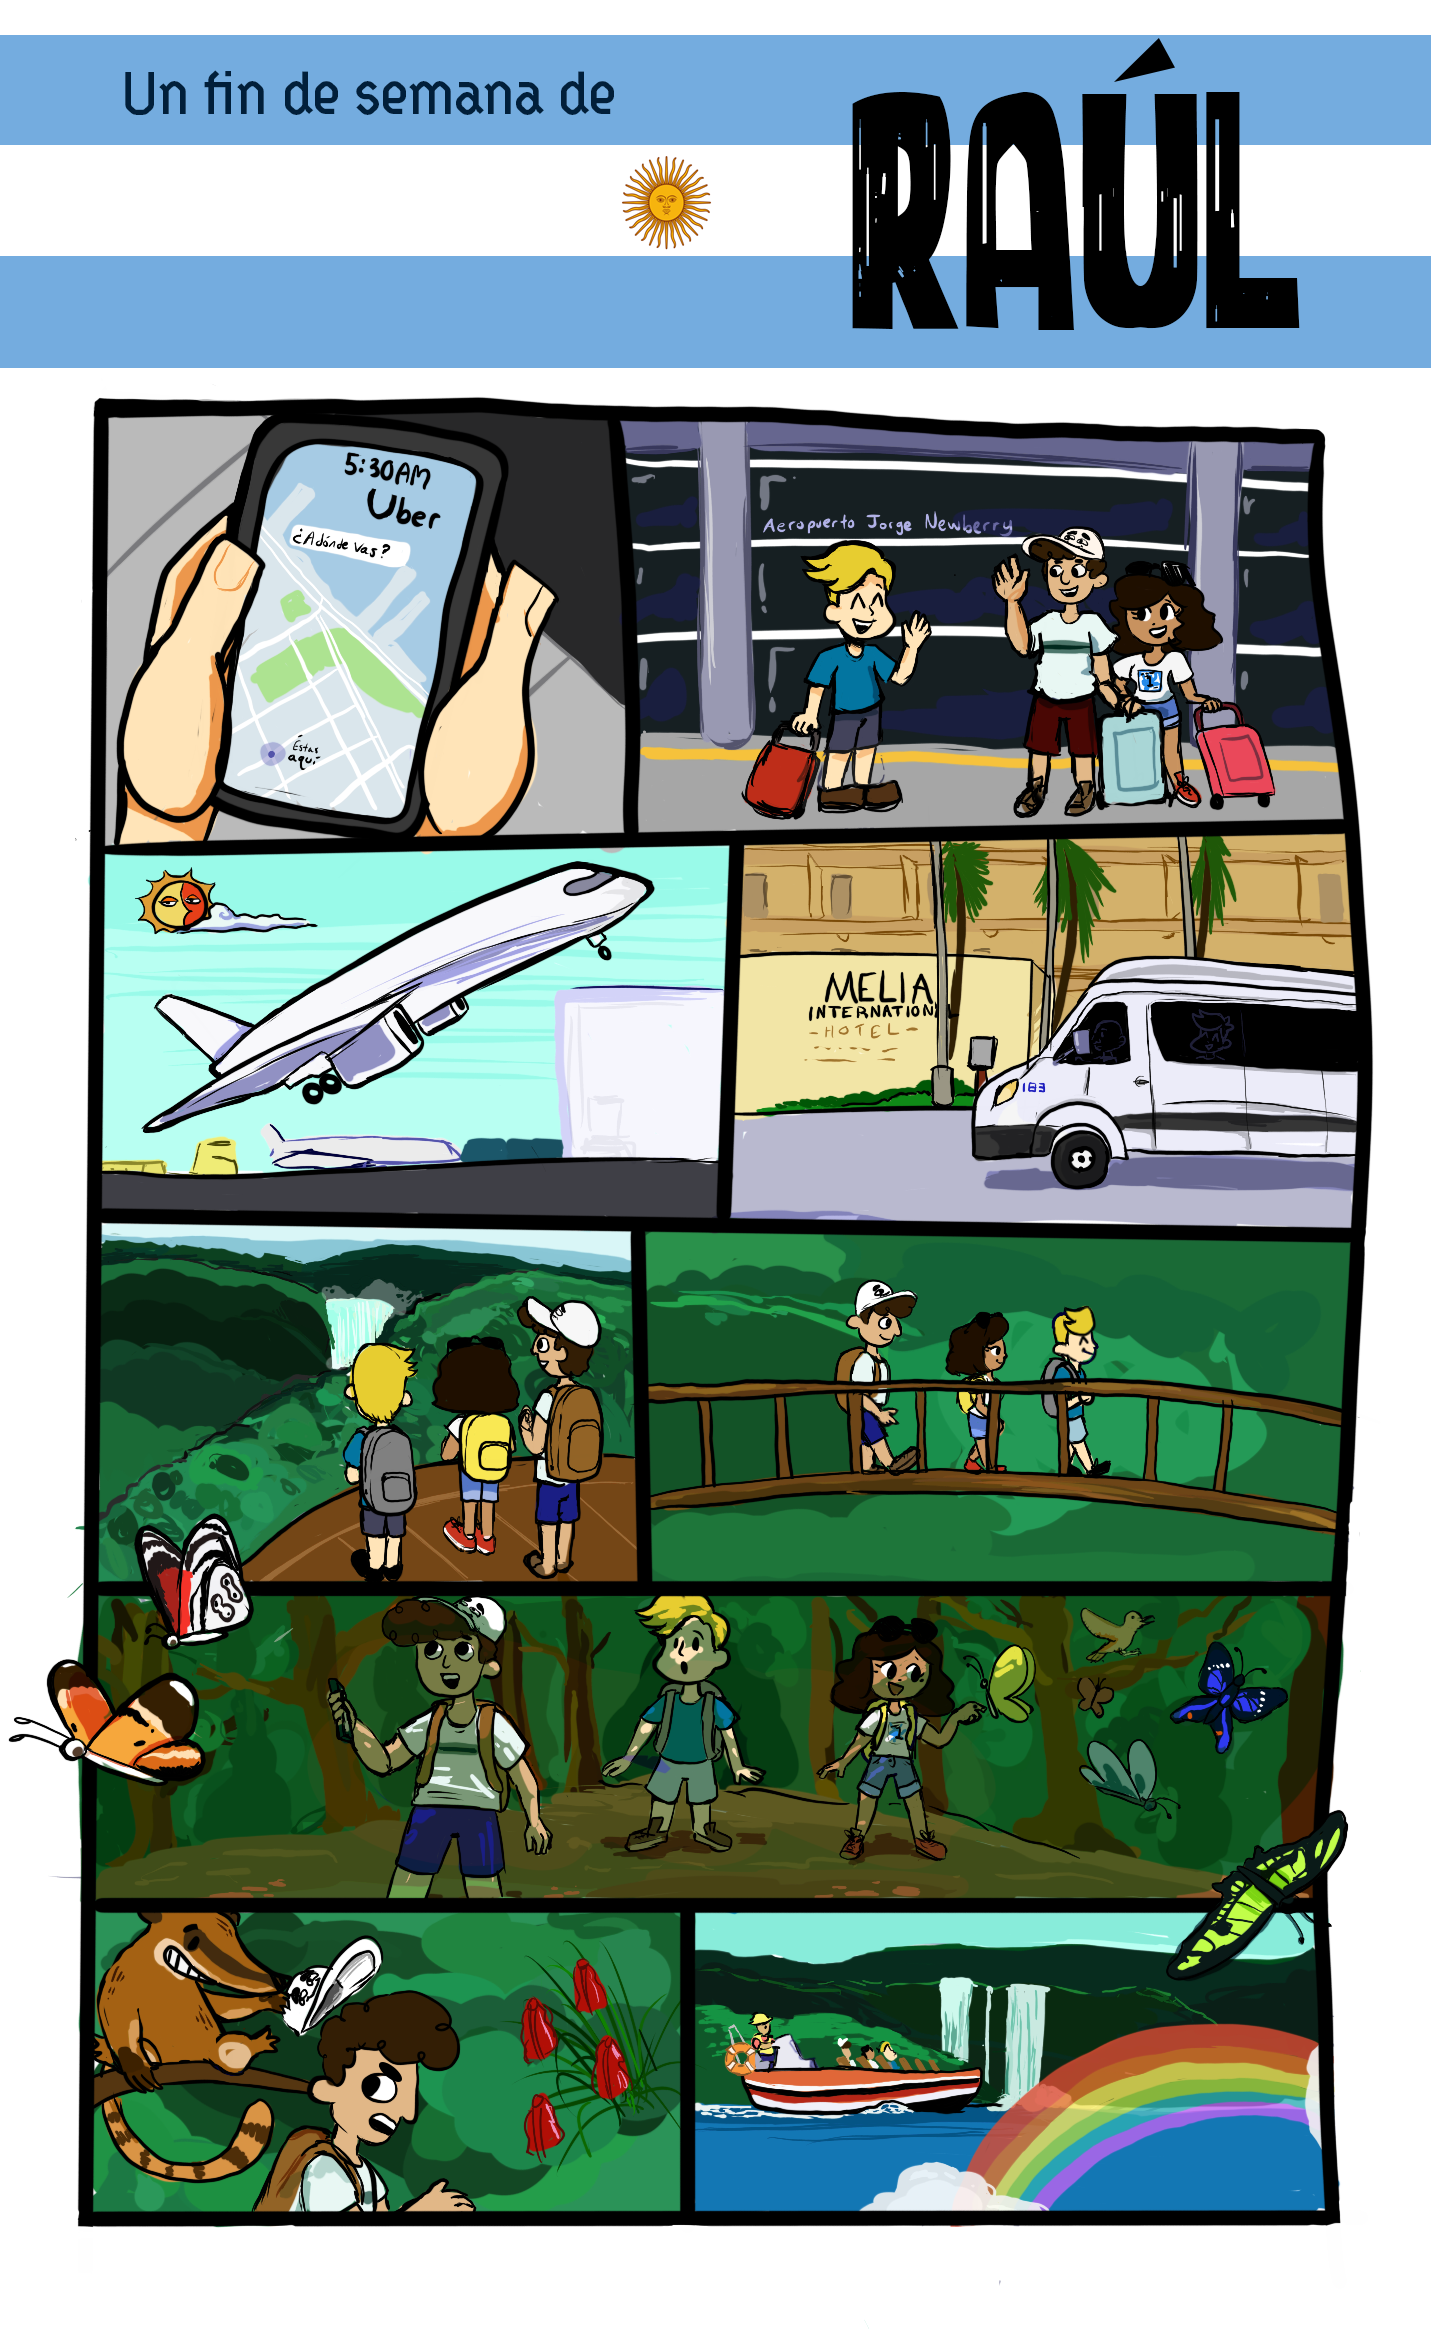 Un fin de semana de
RAÚL
5:30AM
Uber
¿Adónde vas?
Estás
aquí
Aeropuerto Jorge Newberry
MELIA
INTERNATIONAL
-HOTEL-
183